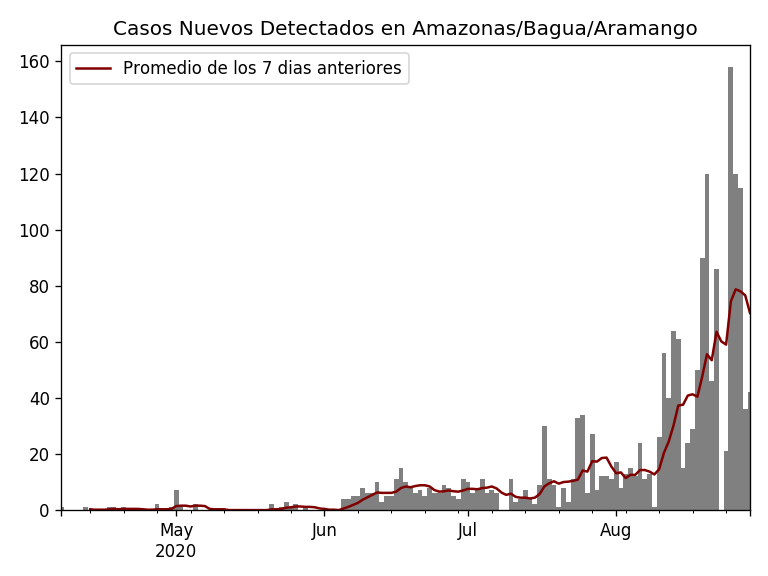 Casos Nuevos Detectados en Amazonas/Bagua/Aramango
Promedio de los 7 dias anteriores
160
140
120
100
80
60
40
20
0
May
2020
Jun
Jul
Aug